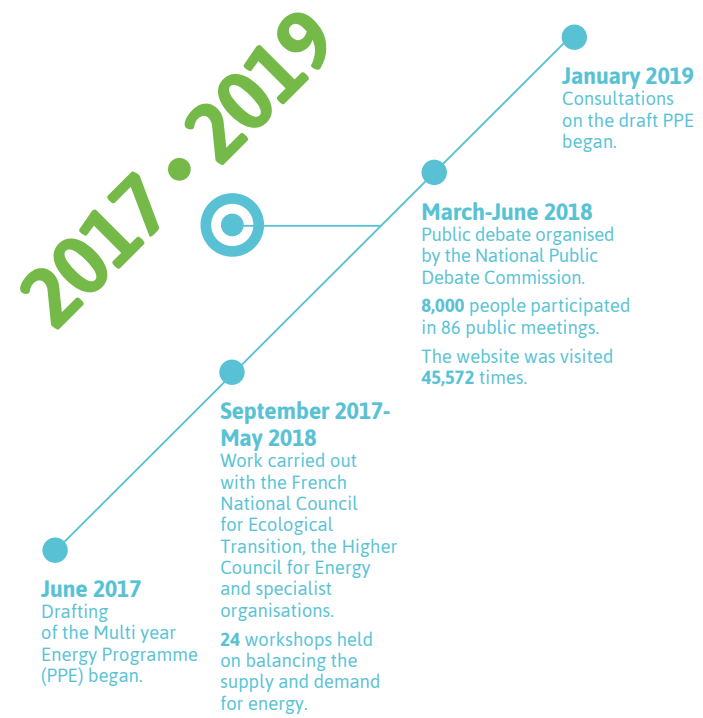 2017 • 2019
June 2017
Drafting
of the Multi year
Energy Programme
(PPE) began.
September 2017-
May 2018
Work carried out
with the French
National Council
for Ecological
Transition, the Higher
Council for Energy
and specialist
organisations.
24 workshops held
on balancing the
supply and demand
for energy.
March-June 2018
Public debate organised
by the National Public
Debate Commission.
8,000 people participated
in 86 public meetings.
The website was visited
45,572 times.
January 2019
Consultations
on the draft PPE
began.